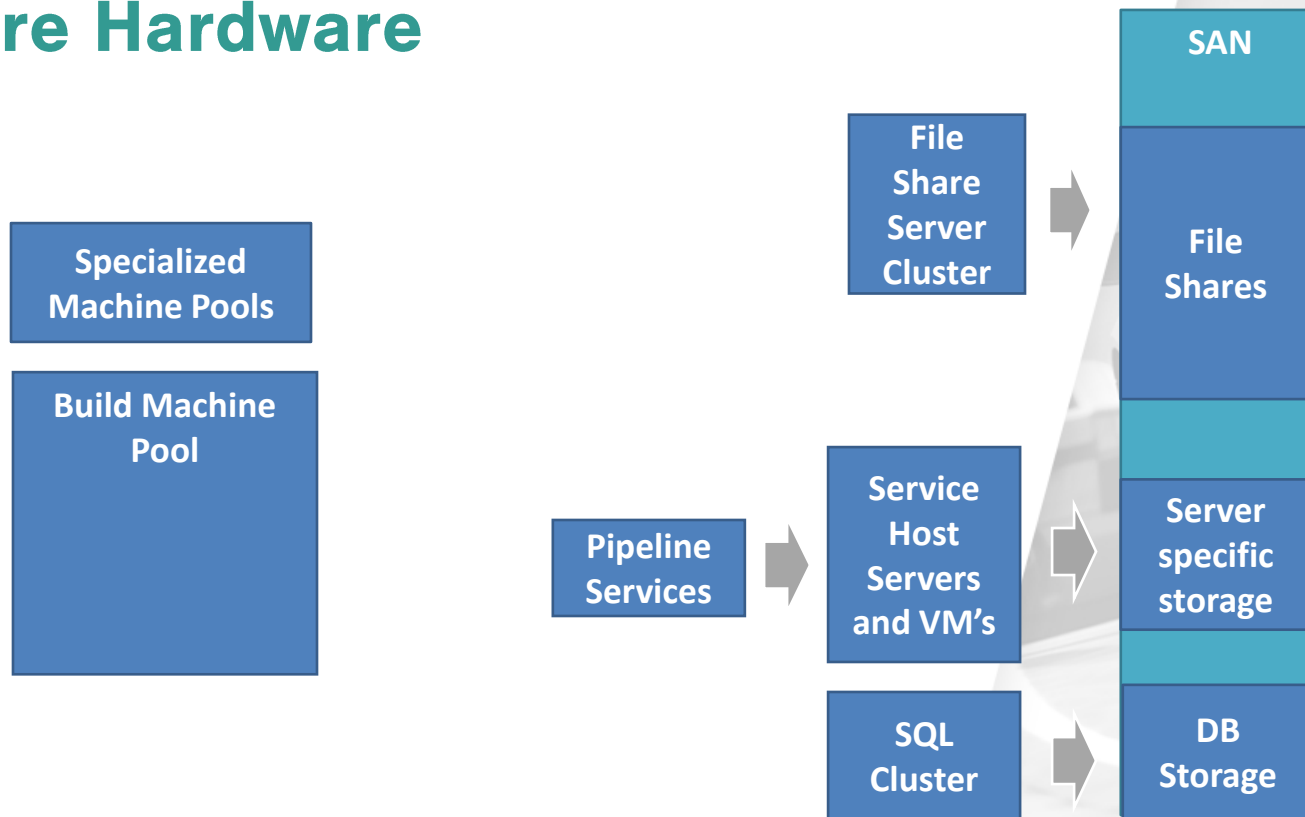 re Hardware
SAN
File
Share
Server
Cluster
File
Shares
Specialized
Machine Pools
Build Machine
Pool
Service
Host
Servers
and VM’s
Server
specific
storage
Pipeline
Services
SQL
Cluster
DB
Storage